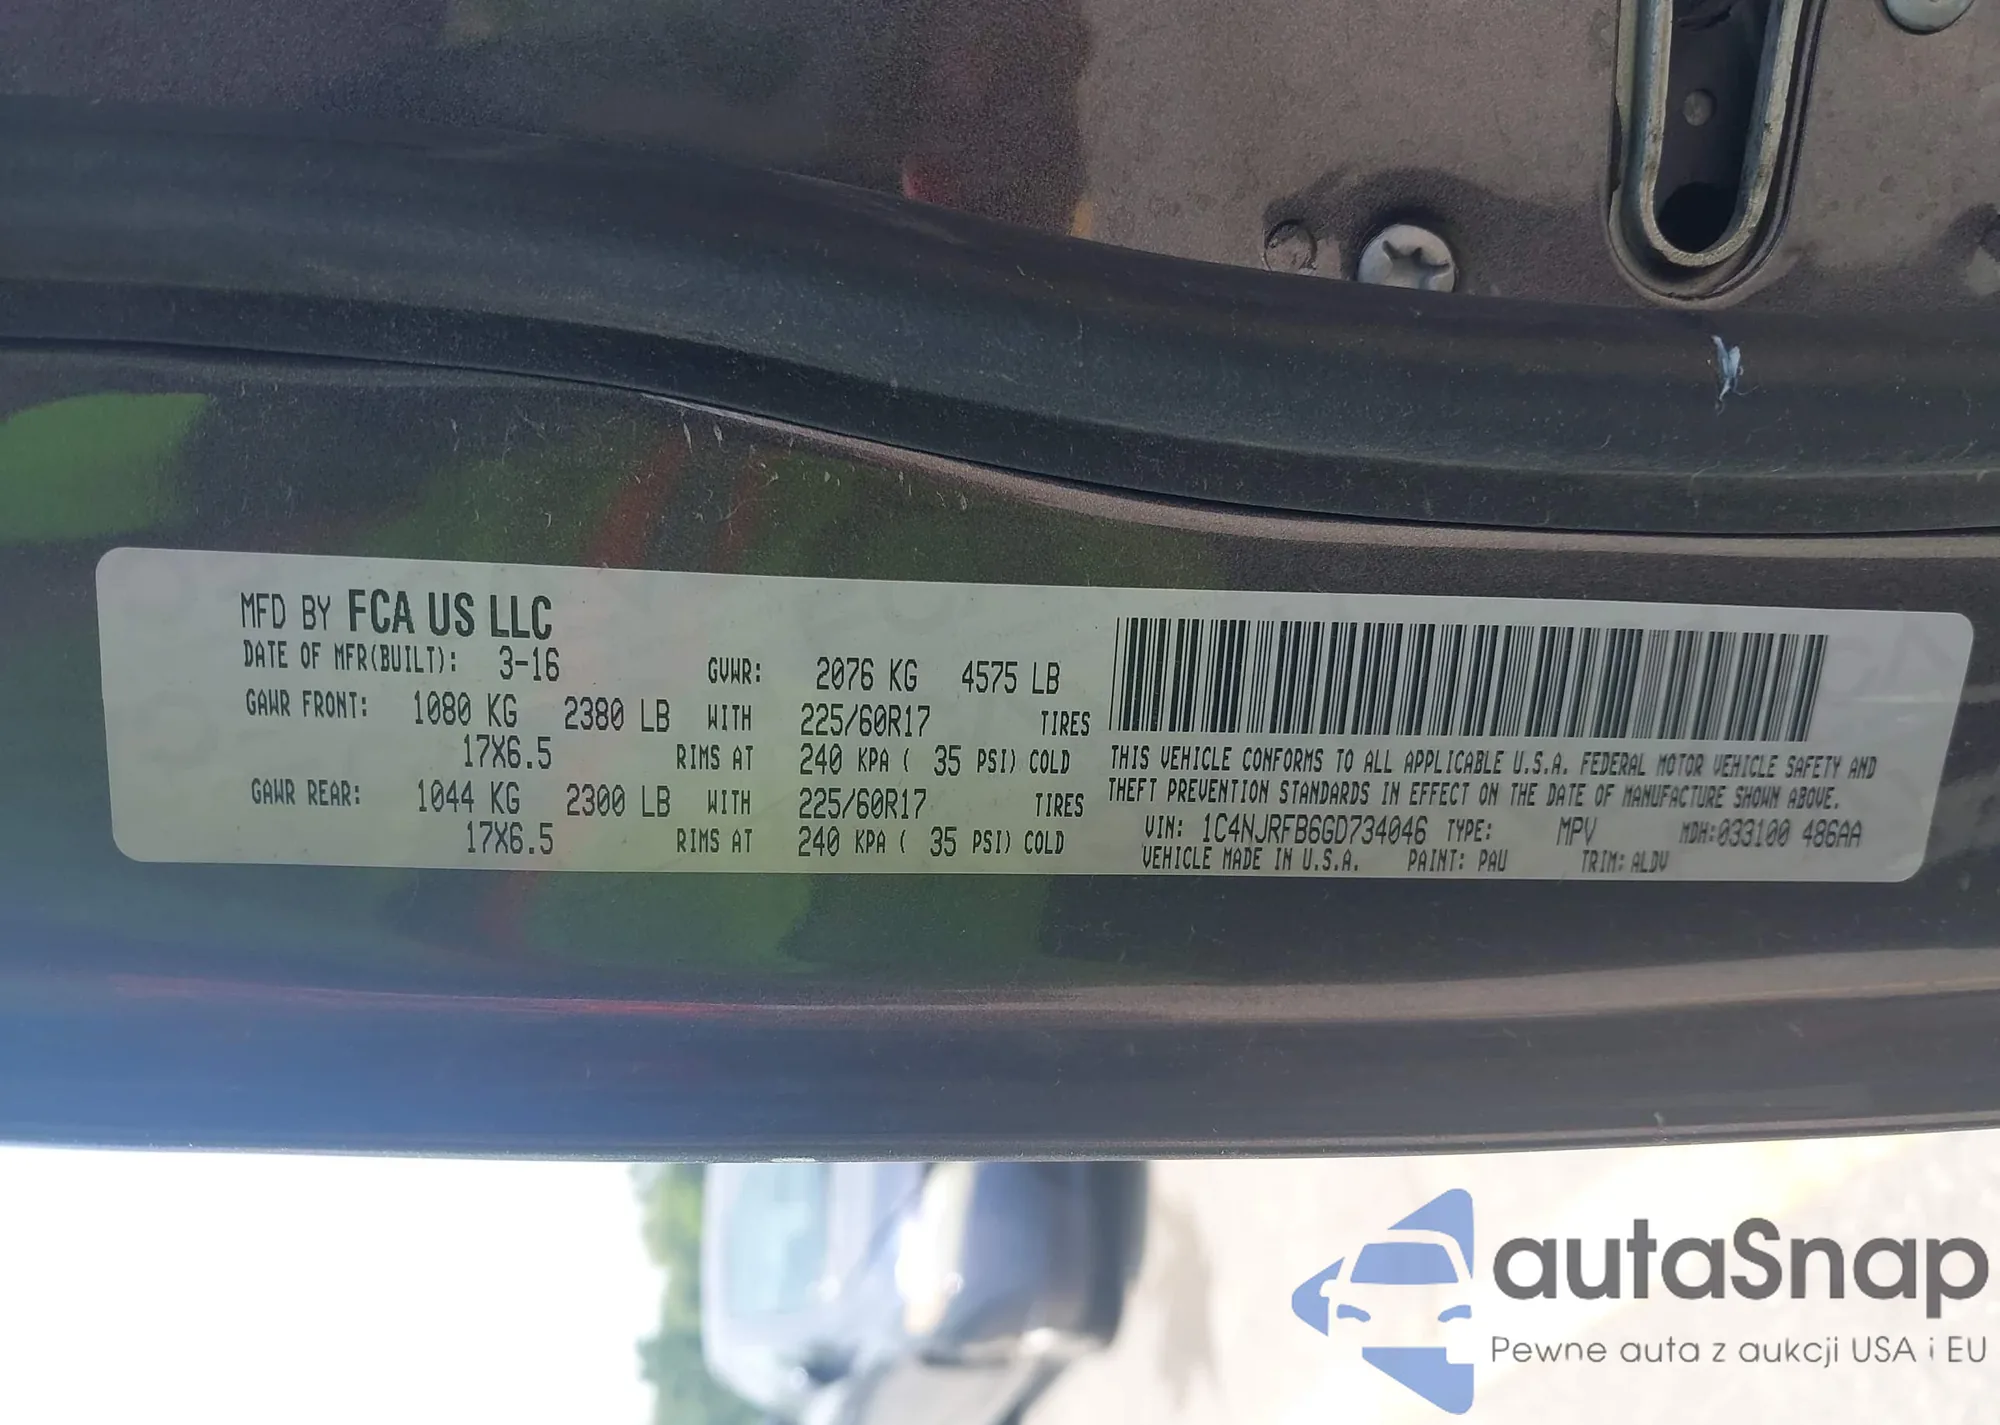 MFD BY FCA US LLC
DATE OF MFR(BUILT): 3-16 GVWR: 2076 KG 4575 LB
GAWR FRONT: 1080 KG 2380 LB WITH 225/60R17 TIRES
17X6.5 RIMS AT 240 KPA ( 35 PSI) COLD
GAWR REAR: 1044 KG 2300 LB WITH 225/60R17 TIRES
17X6.5 RIMS AT 240 KPA ( 35 PSI) COLD
THIS VEHICLE CONFORMS TO ALL APPLICABLE U.S.A. FEDERAL MOTOR VEHICLE SAFETY AND
THEFT PREVENTION STANDARDS IN EFFECT ON THE DATE OF MANUFACTURE SHOWN ABOVE.
VIN: 1C4NJRFB6GD734046 TYPE: MPV MDH:033100 486AA
VEHICLE MADE IN U.S.A. PAINT: PAU TRIM: ALDV
autaSnap
Pewne auta z aukcji USA i EU